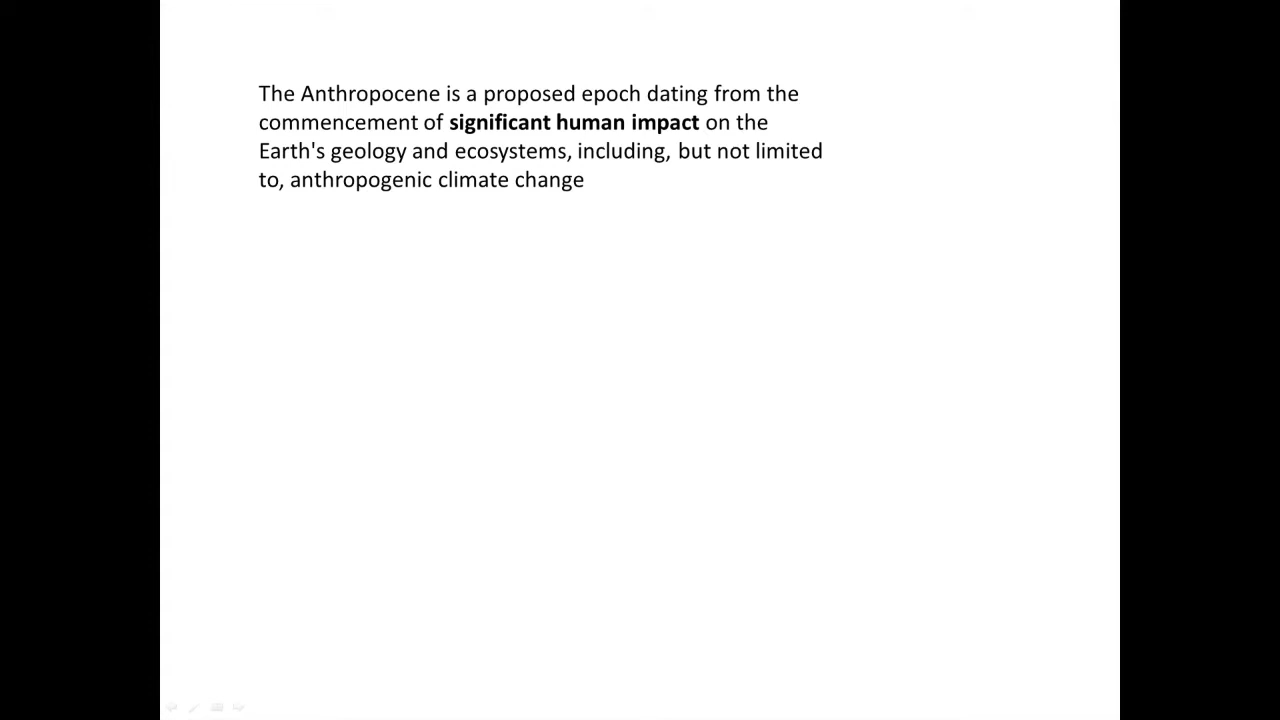 The Anthropocene is a proposed epoch dating from the
commencement of significant human impact on the
Earth's geology and ecosystems, including, but not limited
to, anthropogenic climate change